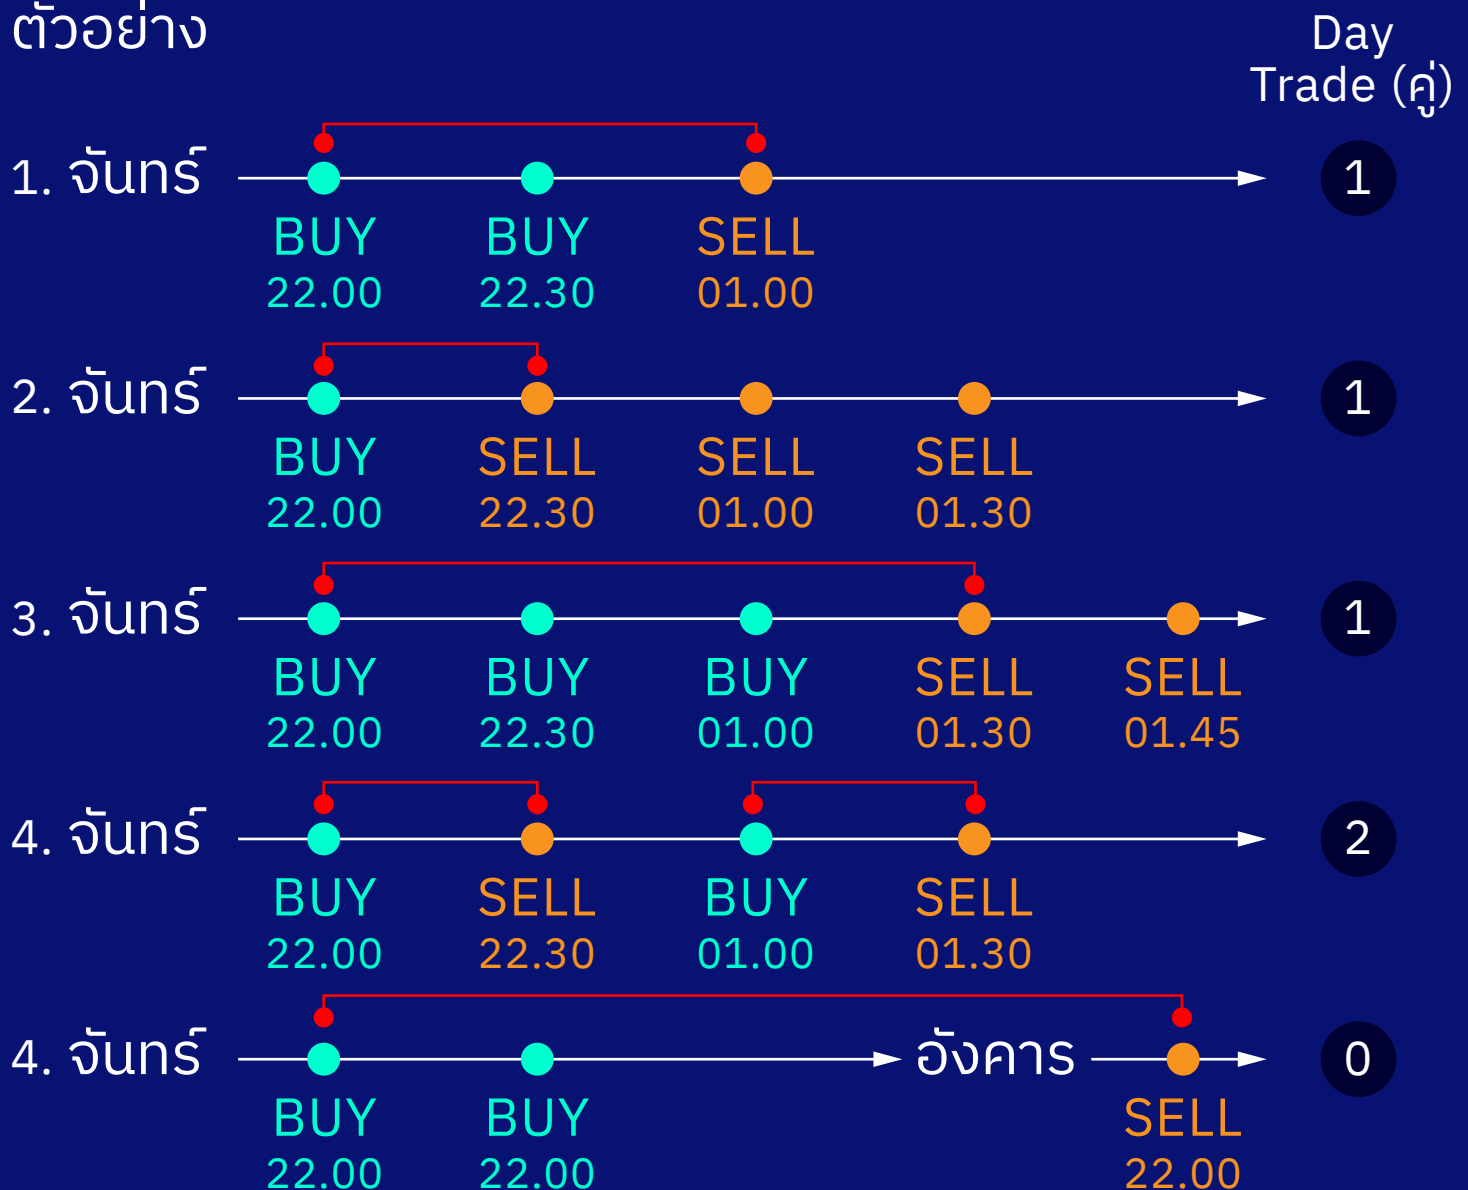 ตัวอย่าง
Day
Trade (คู่)
1. จันทร์ 1
BUY BUY SELL
22.00 22.30 01.00
2. จันทร์ 1
BUY SELL SELL SELL
22.00 22.30 01.00 01.30
3. จันทร์ 1
BUY BUY BUY SELL SELL
22.00 22.30 01.00 01.30 01.45
4. จันทร์ 2
BUY SELL BUY SELL
22.00 22.30 01.00 01.30
4. จันทร์ อังคาร 0
BUY BUY SELL
22.00 22.00 22.00